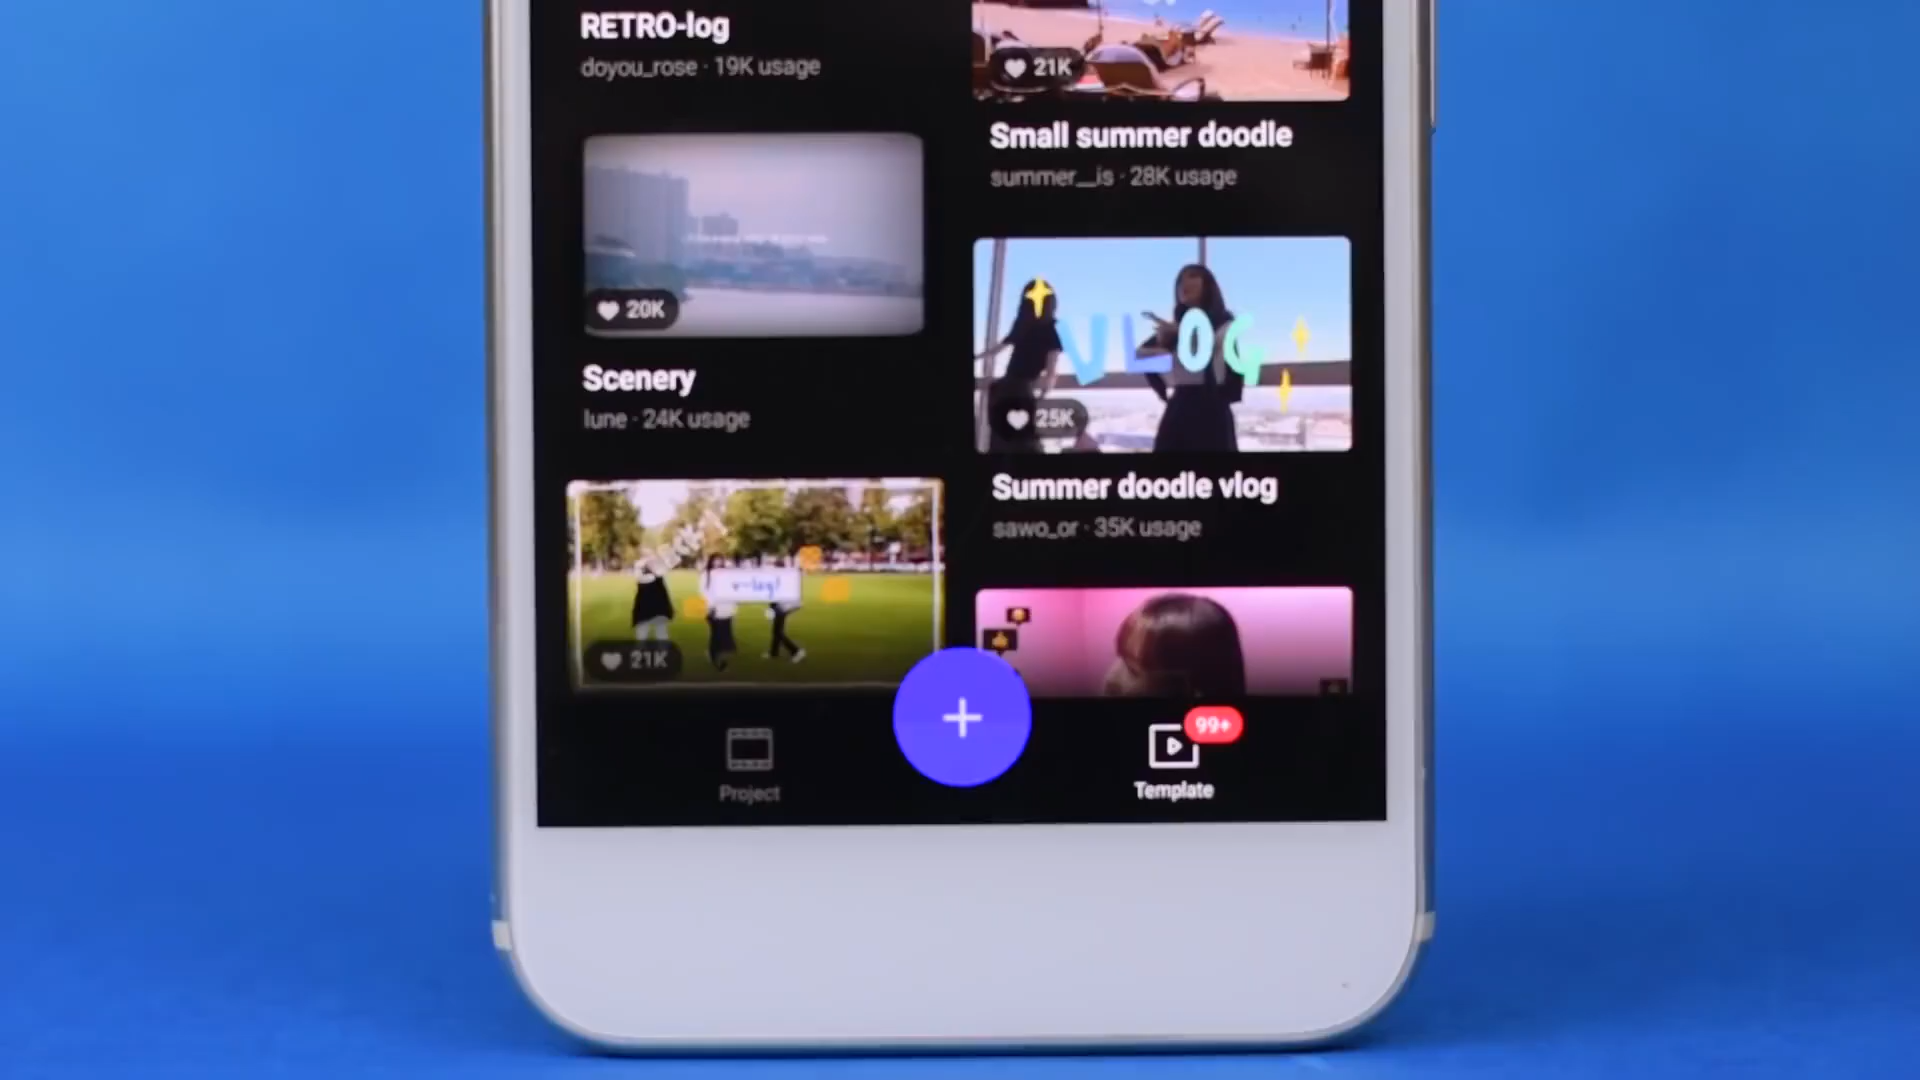 RETRO-log
doyou_rose · 19K usage
20K
Scenery
lune · 24K usage
v-log!
21K
21K
Small summer doodle
summer__is · 28K usage
VLOG
25K
Summer doodle vlog
sawo_or · 35K usage
Project
+
Template
99+